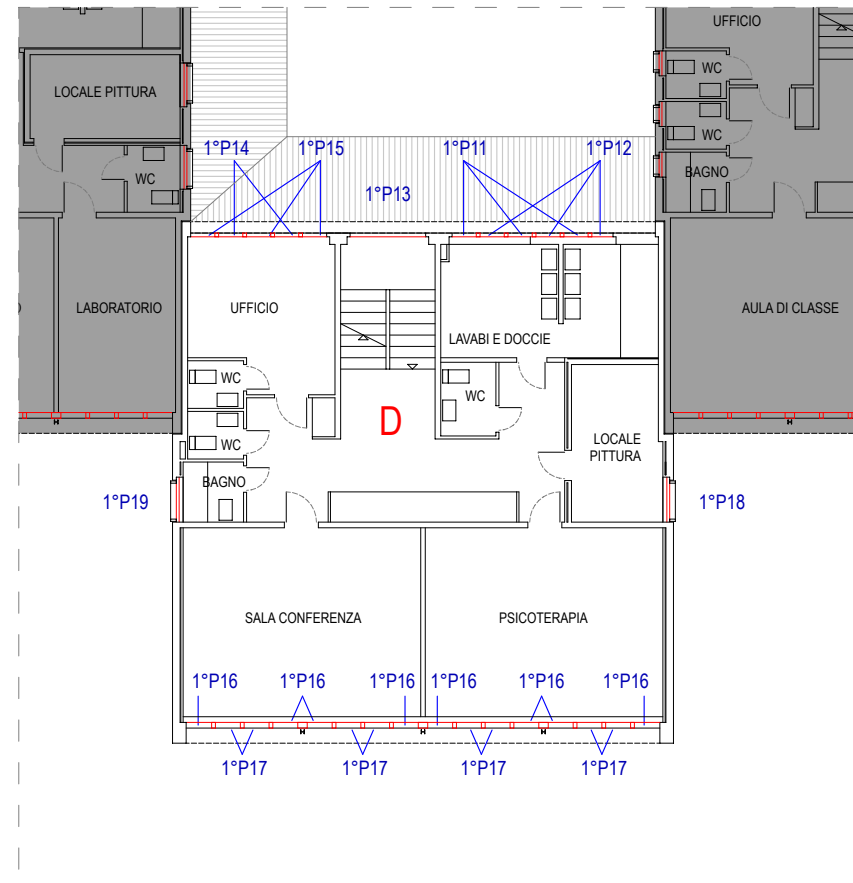 UFFICIO
WC
LOCALE PITTURA
WC
1°P14 1°P15 1°P11 1°P12
WC
BAGNO
1°P13
LABORATORIO
UFFICIO
AULA DI CLASSE
LAVABI E DOCCIE
WC
WC
D
WC
LOCALE
PITTURA
BAGNO
1°P19
1°P18
SALA CONFERENZA
PSICOTERAPIA
1°P16 1°P16 1°P16 1°P16 1°P16 1°P16
1°P17 1°P17 1°P17 1°P17